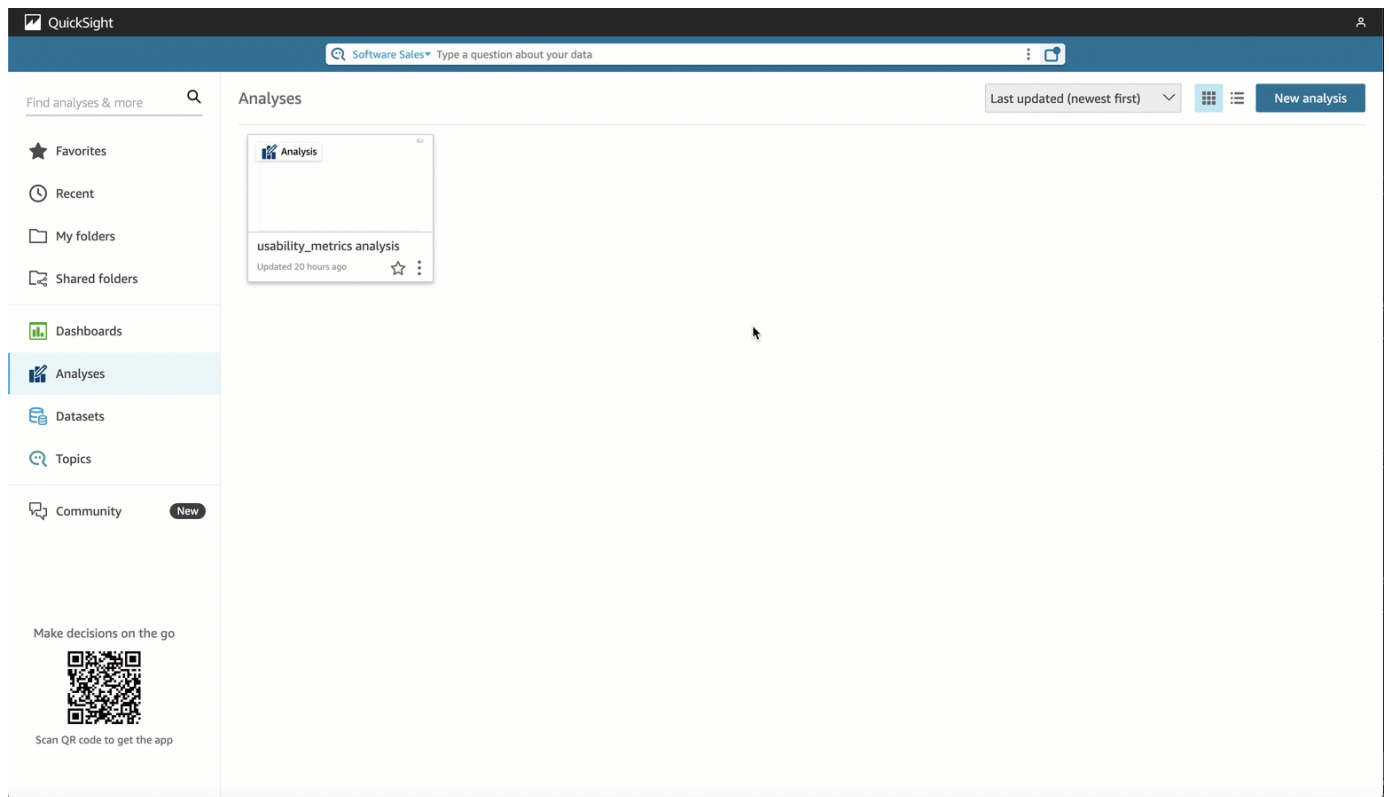 QuickSight
Software Sales Type a question about your data
Find analyses & more
Favorites
Recent
My folders
Shared folders
Dashboards
Analyses
Datasets
Topics
Community New
Make decisions on the go
Scan QR code to get the app
Analyses
Last updated (newest first)
New analysis
Analysis
usability_metrics analysis
Updated 20 hours ago